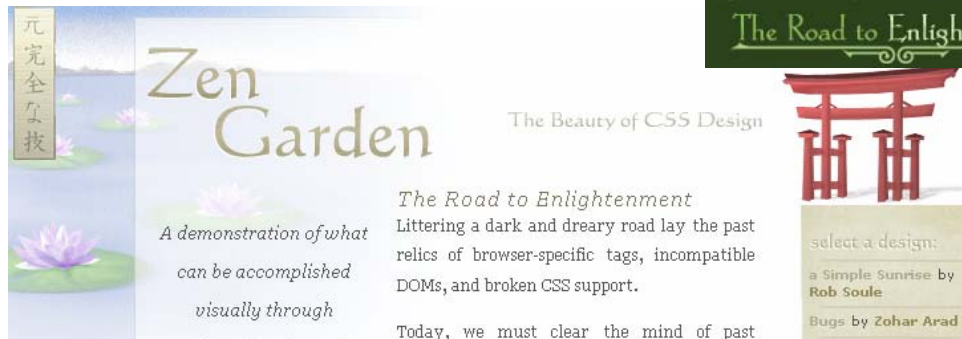 元完全な技
Zen
Garden
The Beauty of CSS Design
The Road to Enligh
A demonstration of what
can be accomplished
visually through
The Road to Enlightenment
Littering a dark and dreary road lay the past
relics of browser-specific tags, incompatible
DOMs, and broken CSS support.
Today, we must clear the mind of past
select a design:
a Simple Sunrise by
Rob Soule
Bugs by Zohar Arad